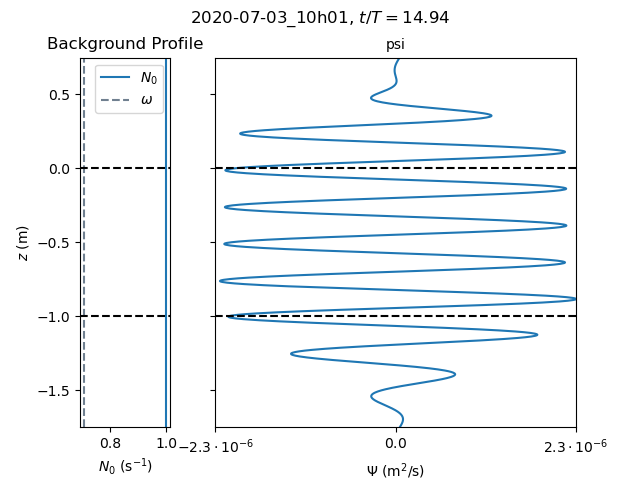 2020-07-03_10h01, t/T = 14.94
Background Profile
psi
N₀
ω
0.5
0.0
−0.5
−1.0
−1.5
z (m)
0.8
1.0
−2.3 · 10⁻⁶
0.0
2.3 · 10⁻⁶
N₀ (s⁻¹)
Ψ (m²/s)